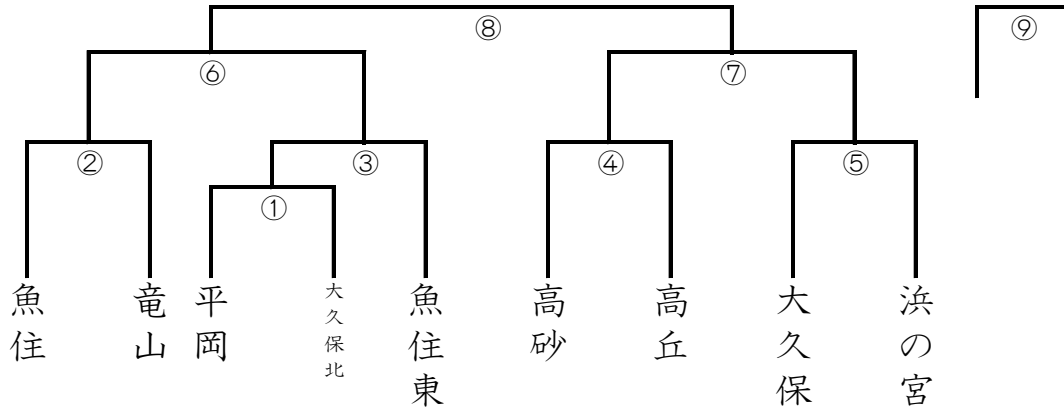 ⑧ ⑨
⑥ ⑦
② ③ ④ ⑤
①
魚住
竜山
平岡
大久保北
魚住東
高砂
高丘
大久保
浜の宮